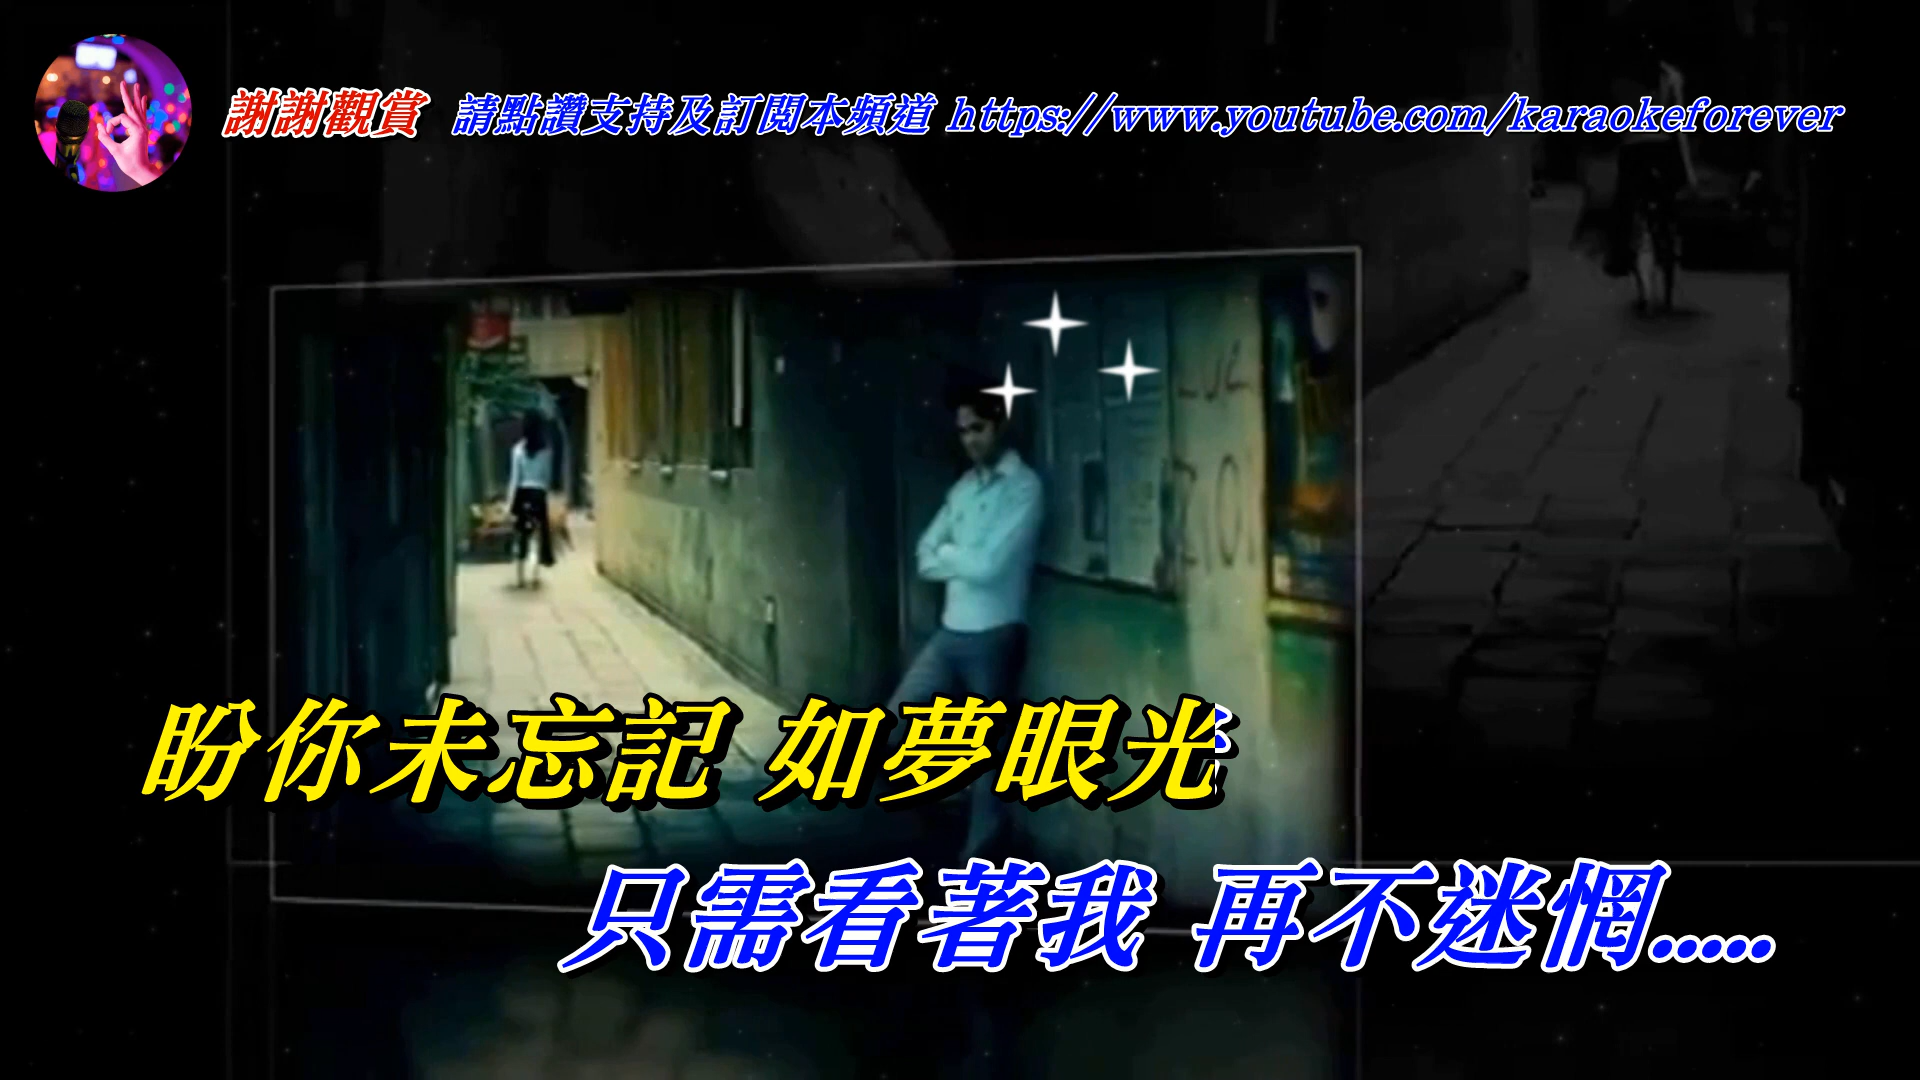 謝謝觀賞 請點讚支持及訂閱本頻道 https://www.youtube.com/karaokeforever
盼你未忘記 如夢眼光
只需看著我 再不迷惘.....